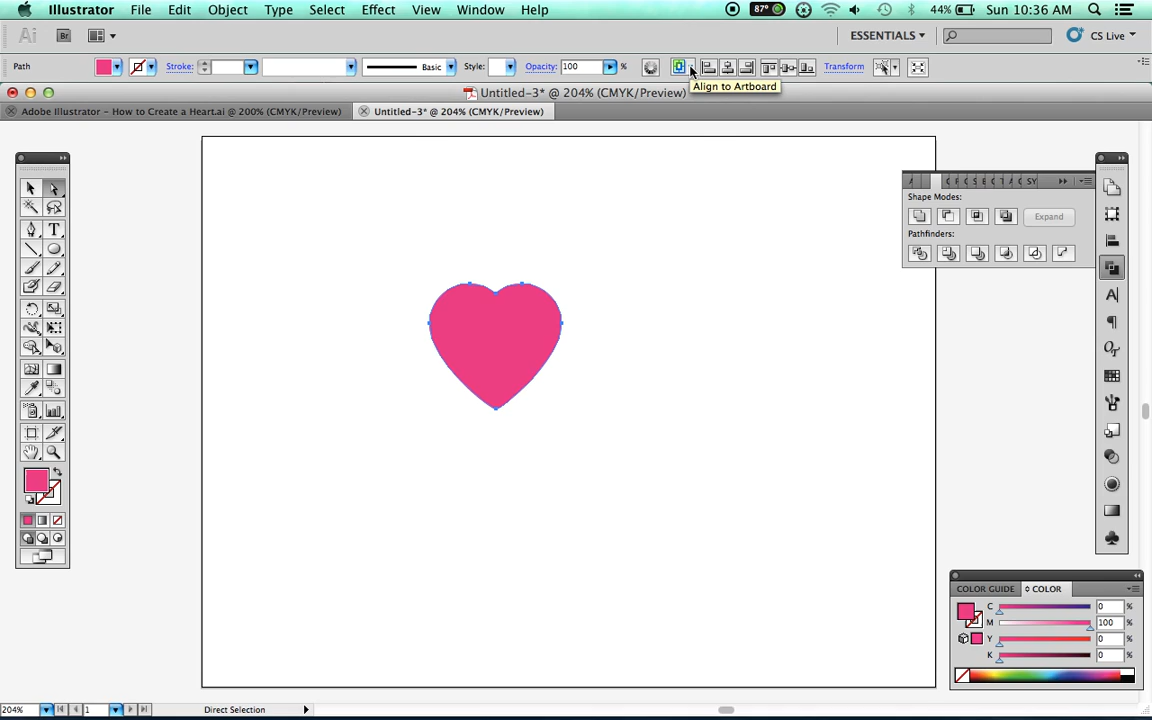 Illustrator File Edit Object Type Select Effect View Window Help 87° 44% Sun 10:36 AM
Ai Br ESSENTIALS CS Live
Path Stroke: Basic Style: Opacity: 100 % Transform
Align to Artboard
Untitled-3* @ 204% (CMYK/Preview)
Adobe Illustrator – How to Create a Heart.ai @ 200% (CMYK/Preview) Untitled-3* @ 204% (CMYK/Preview)
SY
Shape Modes:
Expand
Pathfinders:
COLOR GUIDE COLOR
C 0 %
M 100 %
Y 0 %
K 0 %
204% 1 Direct Selection